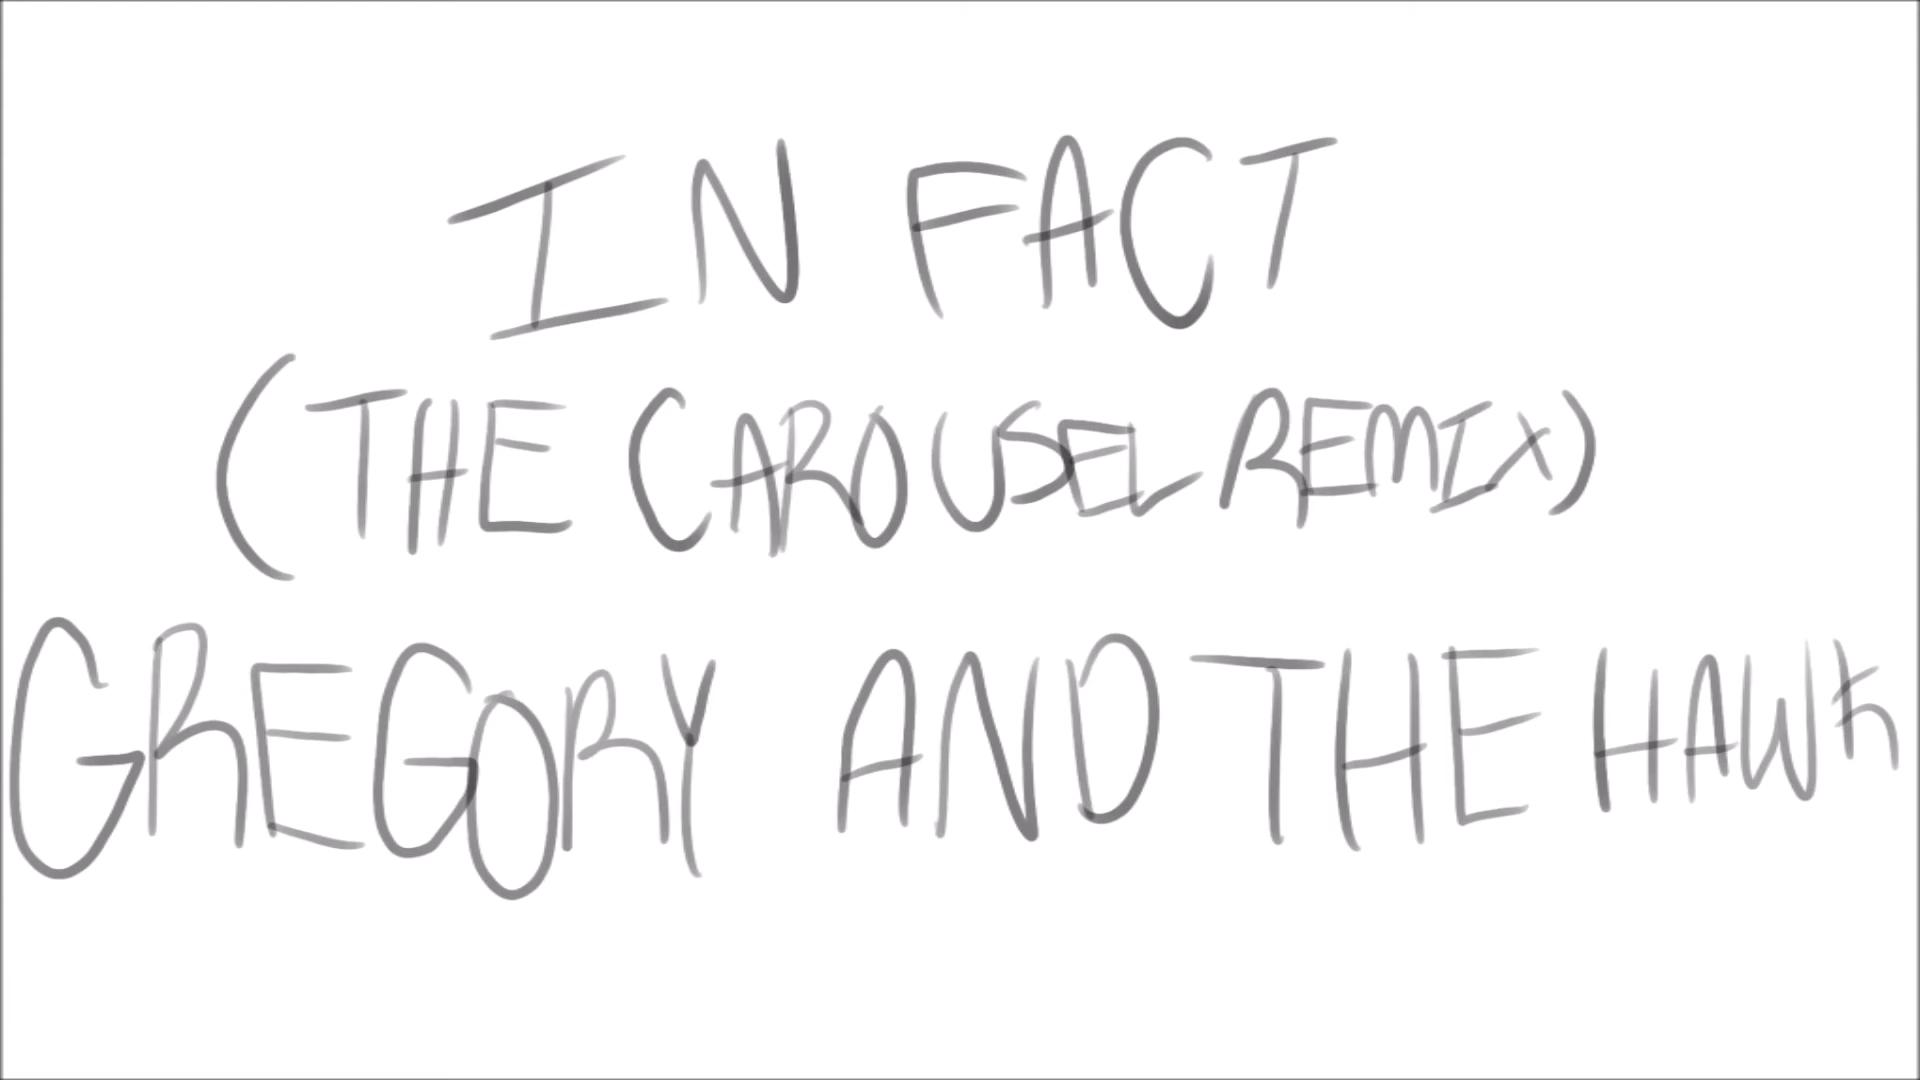 IN FACT
(THE CAROUSEL REMIX)
GREGORY AND THE HAWK